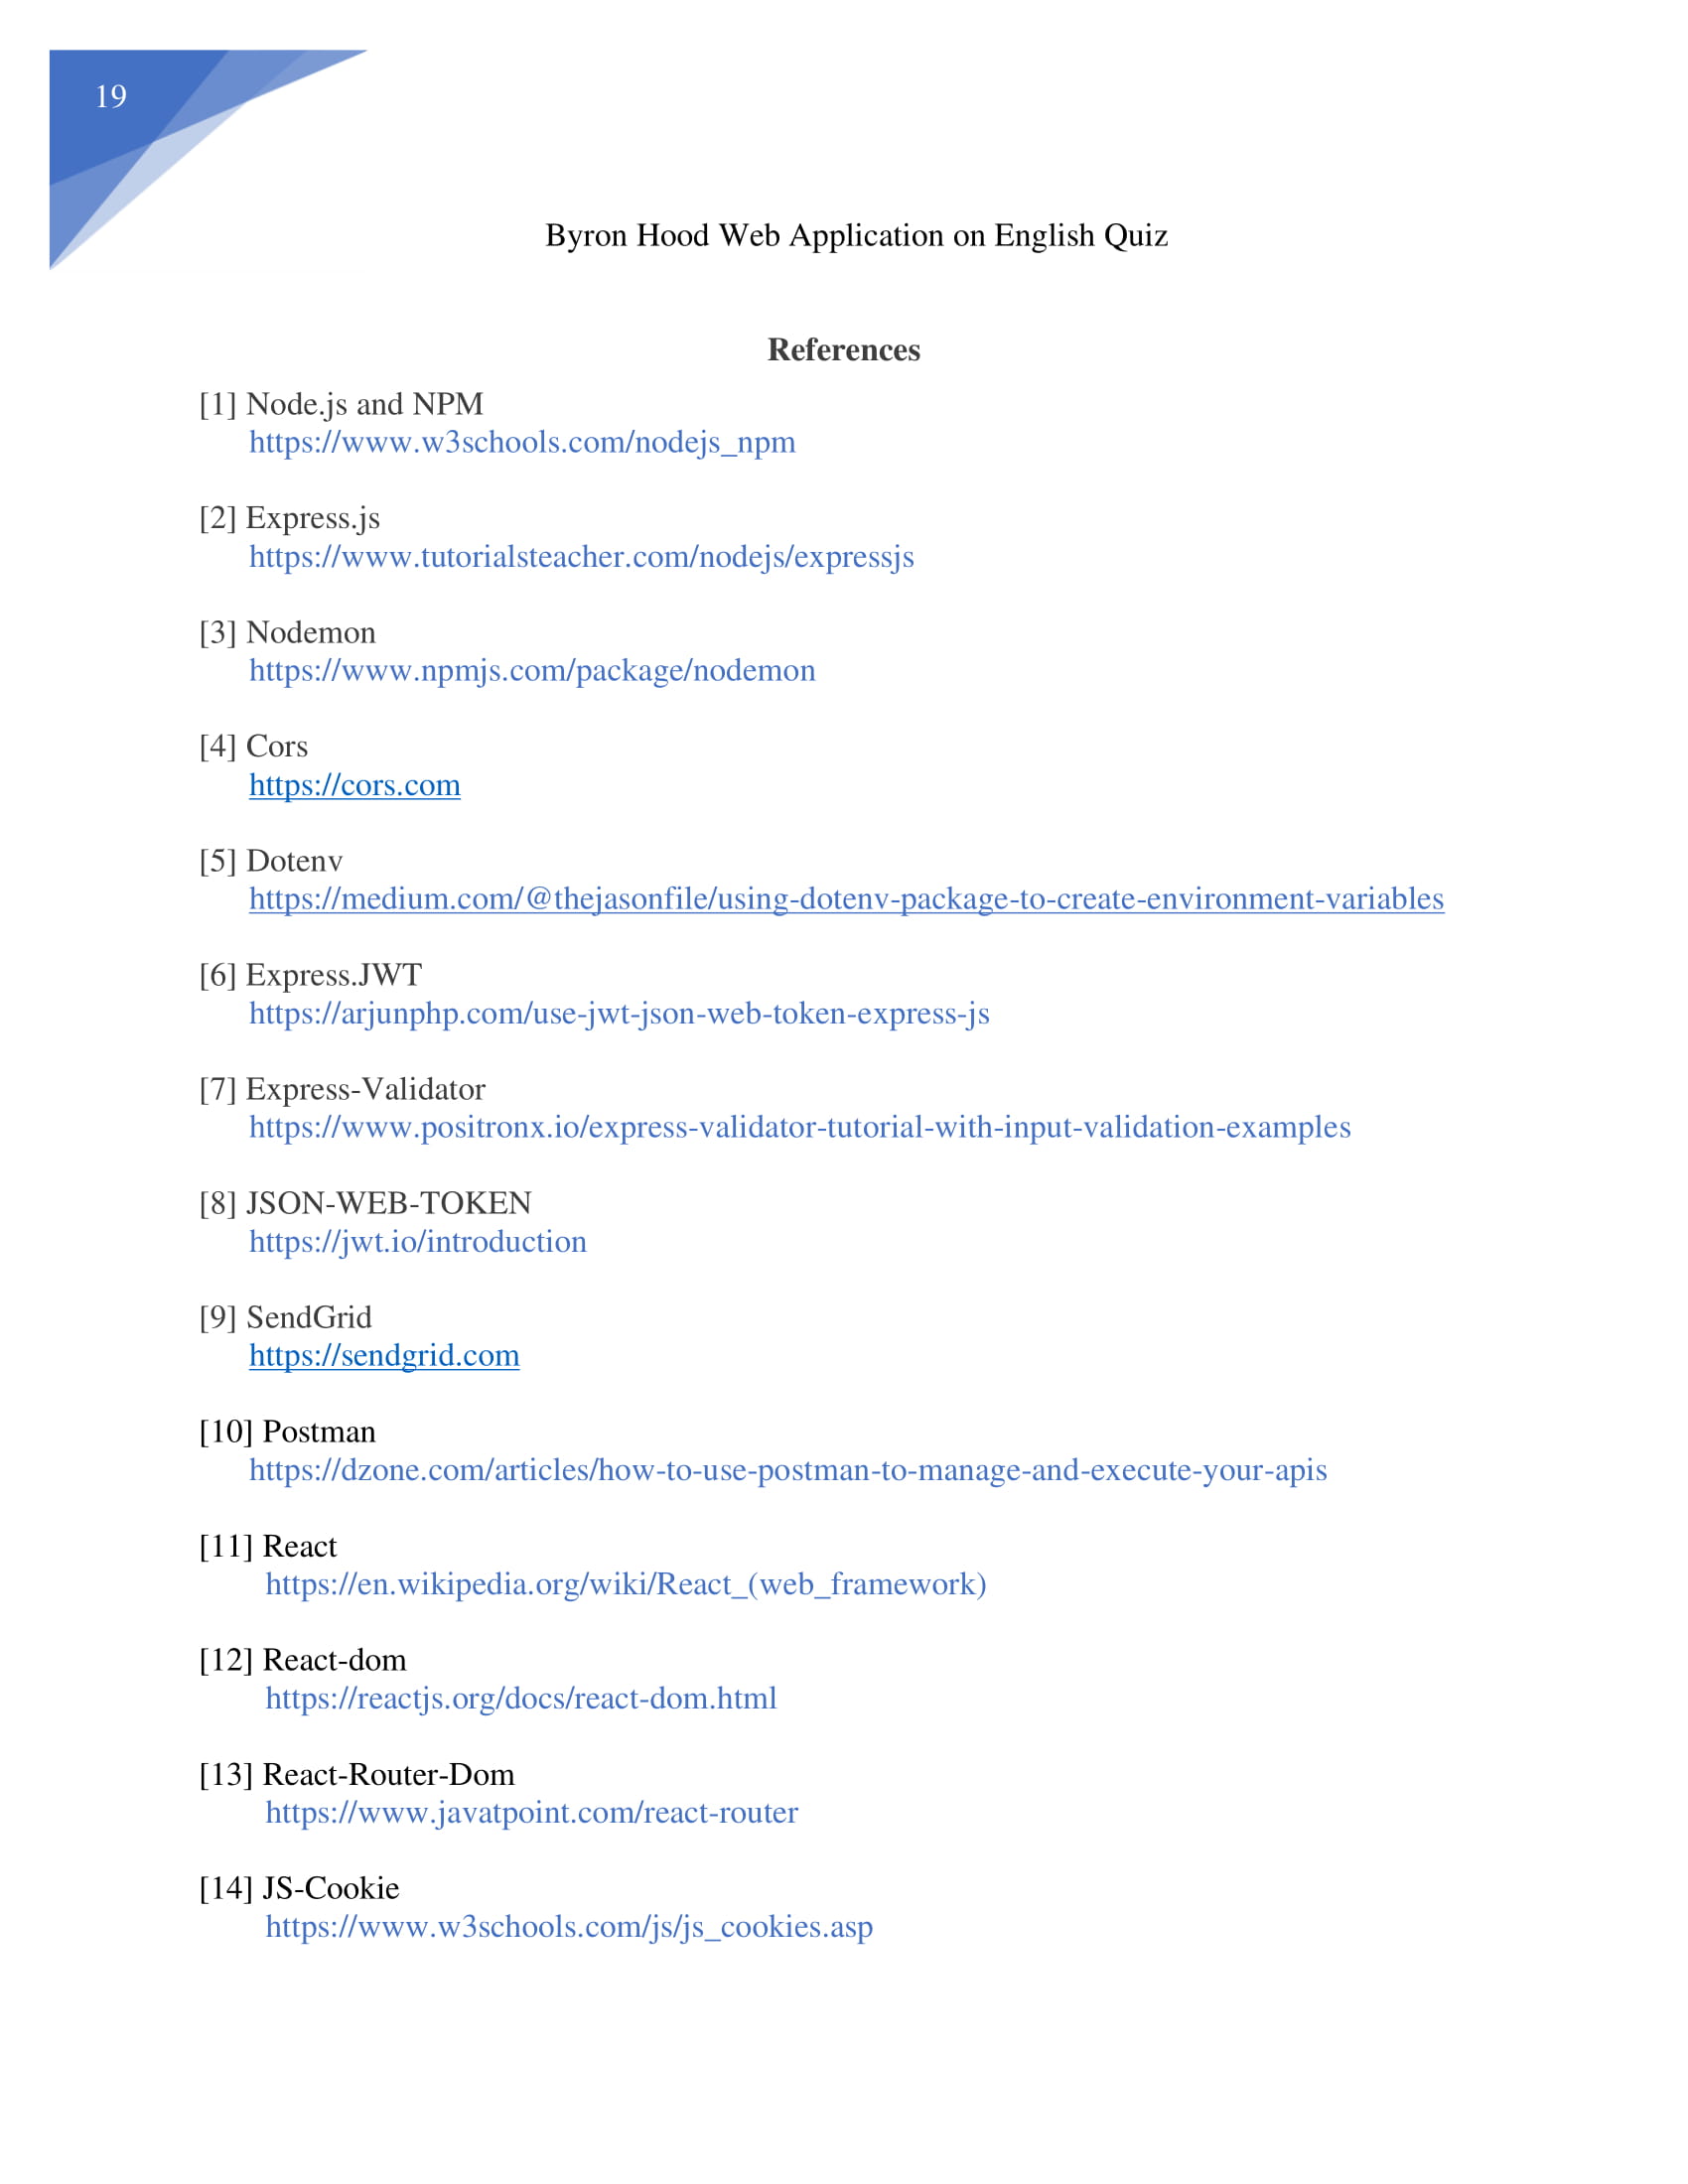 19
Byron Hood Web Application on English Quiz
References
[1] Node.js and NPM
https://www.w3schools.com/nodejs_npm
[2] Express.js
https://www.tutorialsteacher.com/nodejs/expressjs
[3] Nodemon
https://www.npmjs.com/package/nodemon
[4] Cors
https://cors.com
[5] Dotenv
https://medium.com/@thejasonfile/using-dotenv-package-to-create-environment-variables
[6] Express.JWT
https://arjunphp.com/use-jwt-json-web-token-express-js
[7] Express-Validator
https://www.positronx.io/express-validator-tutorial-with-input-validation-examples
[8] JSON-WEB-TOKEN
https://jwt.io/introduction
[9] SendGrid
https://sendgrid.com
[10] Postman
https://dzone.com/articles/how-to-use-postman-to-manage-and-execute-your-apis
[11] React
https://en.wikipedia.org/wiki/React_(web_framework)
[12] React-dom
https://reactjs.org/docs/react-dom.html
[13] React-Router-Dom
https://www.javatpoint.com/react-router
[14] JS-Cookie
https://www.w3schools.com/js/js_cookies.asp